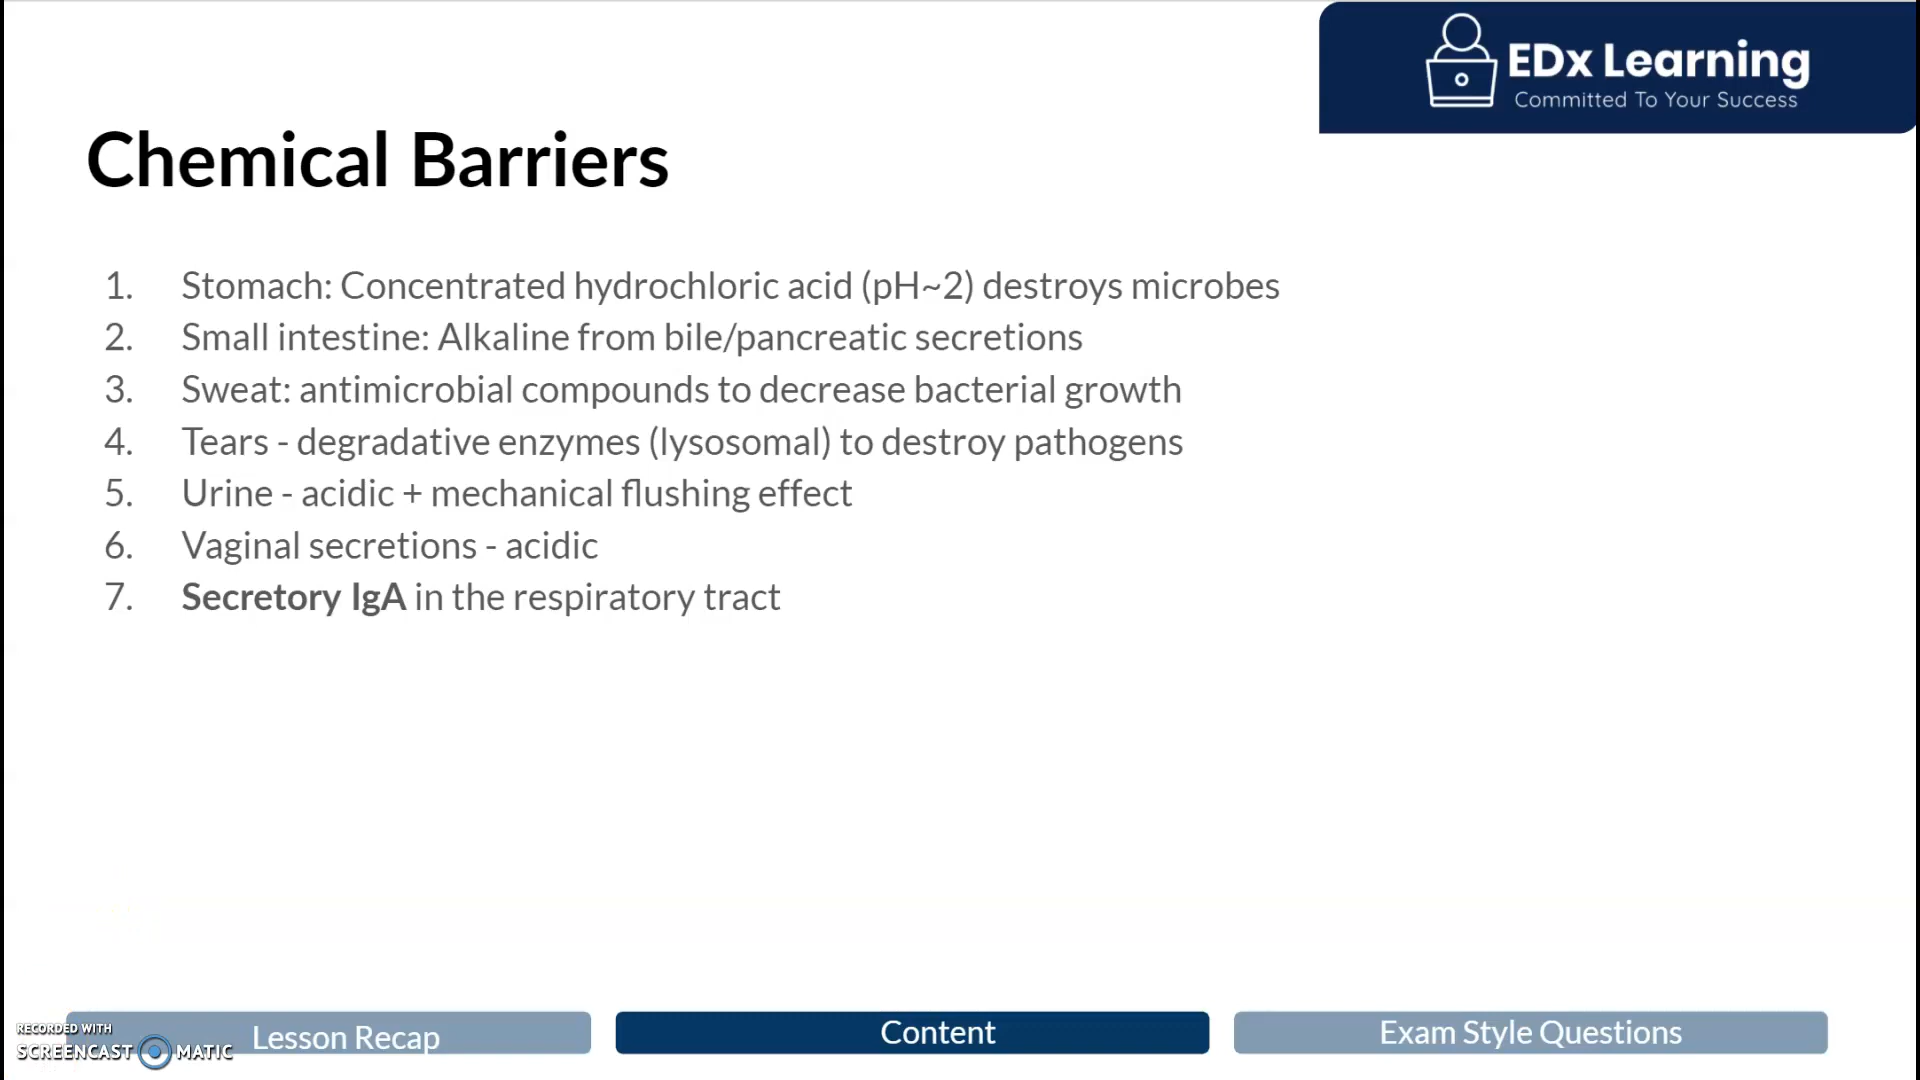 EDx Learning
Committed To Your Success
Chemical Barriers
1. Stomach: Concentrated hydrochloric acid (pH~2) destroys microbes
2. Small intestine: Alkaline from bile/pancreatic secretions
3. Sweat: antimicrobial compounds to decrease bacterial growth
4. Tears - degradative enzymes (lysosomal) to destroy pathogens
5. Urine - acidic + mechanical flushing effect
6. Vaginal secretions - acidic
7. Secretory IgA in the respiratory tract
Lesson Recap
Content
Exam Style Questions
RECORDED WITH
SCREENCAST MATIC